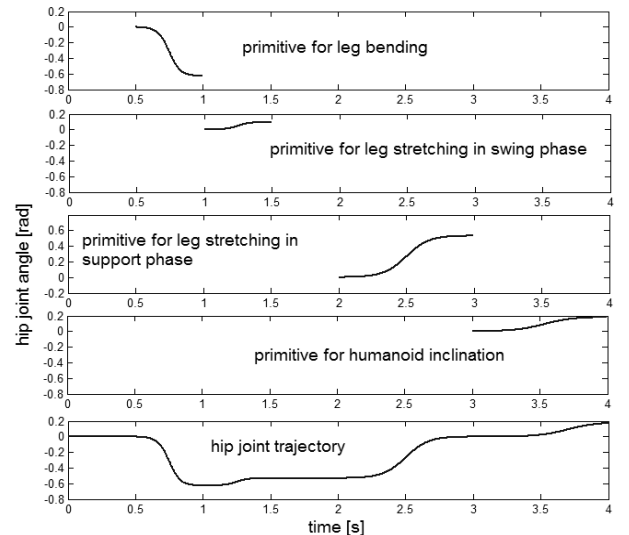 0.2
0
-0.2
-0.4
-0.6
-0.8
primitive for leg bending
0 0.5 1 1.5 2 2.5 3 3.5 4
0.2
0
-0.2
-0.4
-0.6
-0.8
primitive for leg stretching in swing phase
0 0.5 1 1.5 2 2.5 3 3.5 4
0.6
0.4
0.2
0
-0.2
primitive for leg stretching in
support phase
0 0.5 1 1.5 2 2.5 3 3.5 4
0.2
0
-0.2
-0.4
-0.6
-0.8
primitive for humanoid inclination
0 0.5 1 1.5 2 2.5 3 3.5 4
0.2
0
-0.2
-0.4
-0.6
-0.8
hip joint trajectory
0 0.5 1 1.5 2 2.5 3 3.5 4
hip joint angle [rad]
time [s]